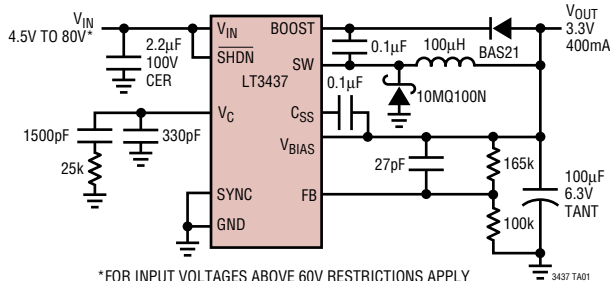 VIN
4.5V TO 80V*
2.2µF
100V
CER
1500pF
25k
330pF
VIN
SHDN
VC
SYNC
GND
LT3437
BOOST
SW
CSS
VBIAS
FB
0.1µF
0.1µF
100µH
BAS21
10MQ100N
27pF
165k
100k
VOUT
3.3V
400mA
100µF
6.3V
TANT
*FOR INPUT VOLTAGES ABOVE 60V RESTRICTIONS APPLY
3437 TA01